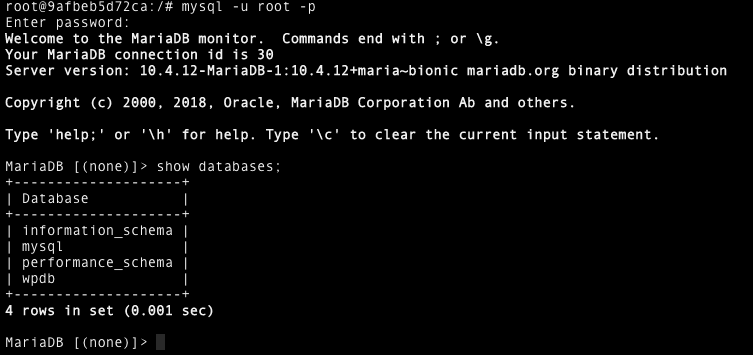 root@9afbeb5d72ca:/# mysql -u root -p
Enter password:
Welcome to the MariaDB monitor.  Commands end with ; or \g.
Your MariaDB connection id is 30
Server version: 10.4.12-MariaDB-1:10.4.12+maria~bionic mariadb.org binary distribution

Copyright (c) 2000, 2018, Oracle, MariaDB Corporation Ab and others.

Type 'help;' or '\h' for help. Type '\c' to clear the current input statement.

MariaDB [(none)]> show databases;
+--------------------+
| Database           |
+--------------------+
| information_schema |
| mysql              |
| performance_schema |
| wpdb               |
+--------------------+
4 rows in set (0.001 sec)

MariaDB [(none)]>